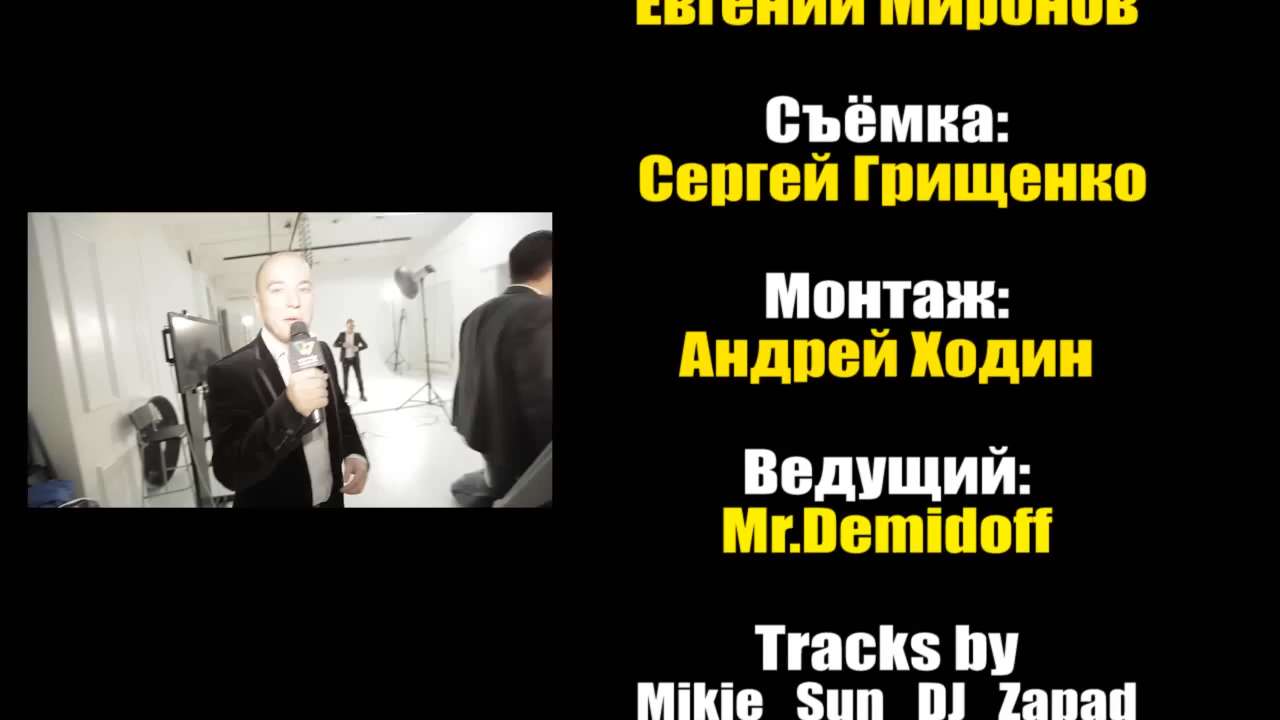 Евгений Миронов
Съёмка:
Сергей Грищенко
Монтаж:
Андрей Ходин
Ведущий:
Mr.Demidoff
Tracks by
Mikie Sun DJ Zapad